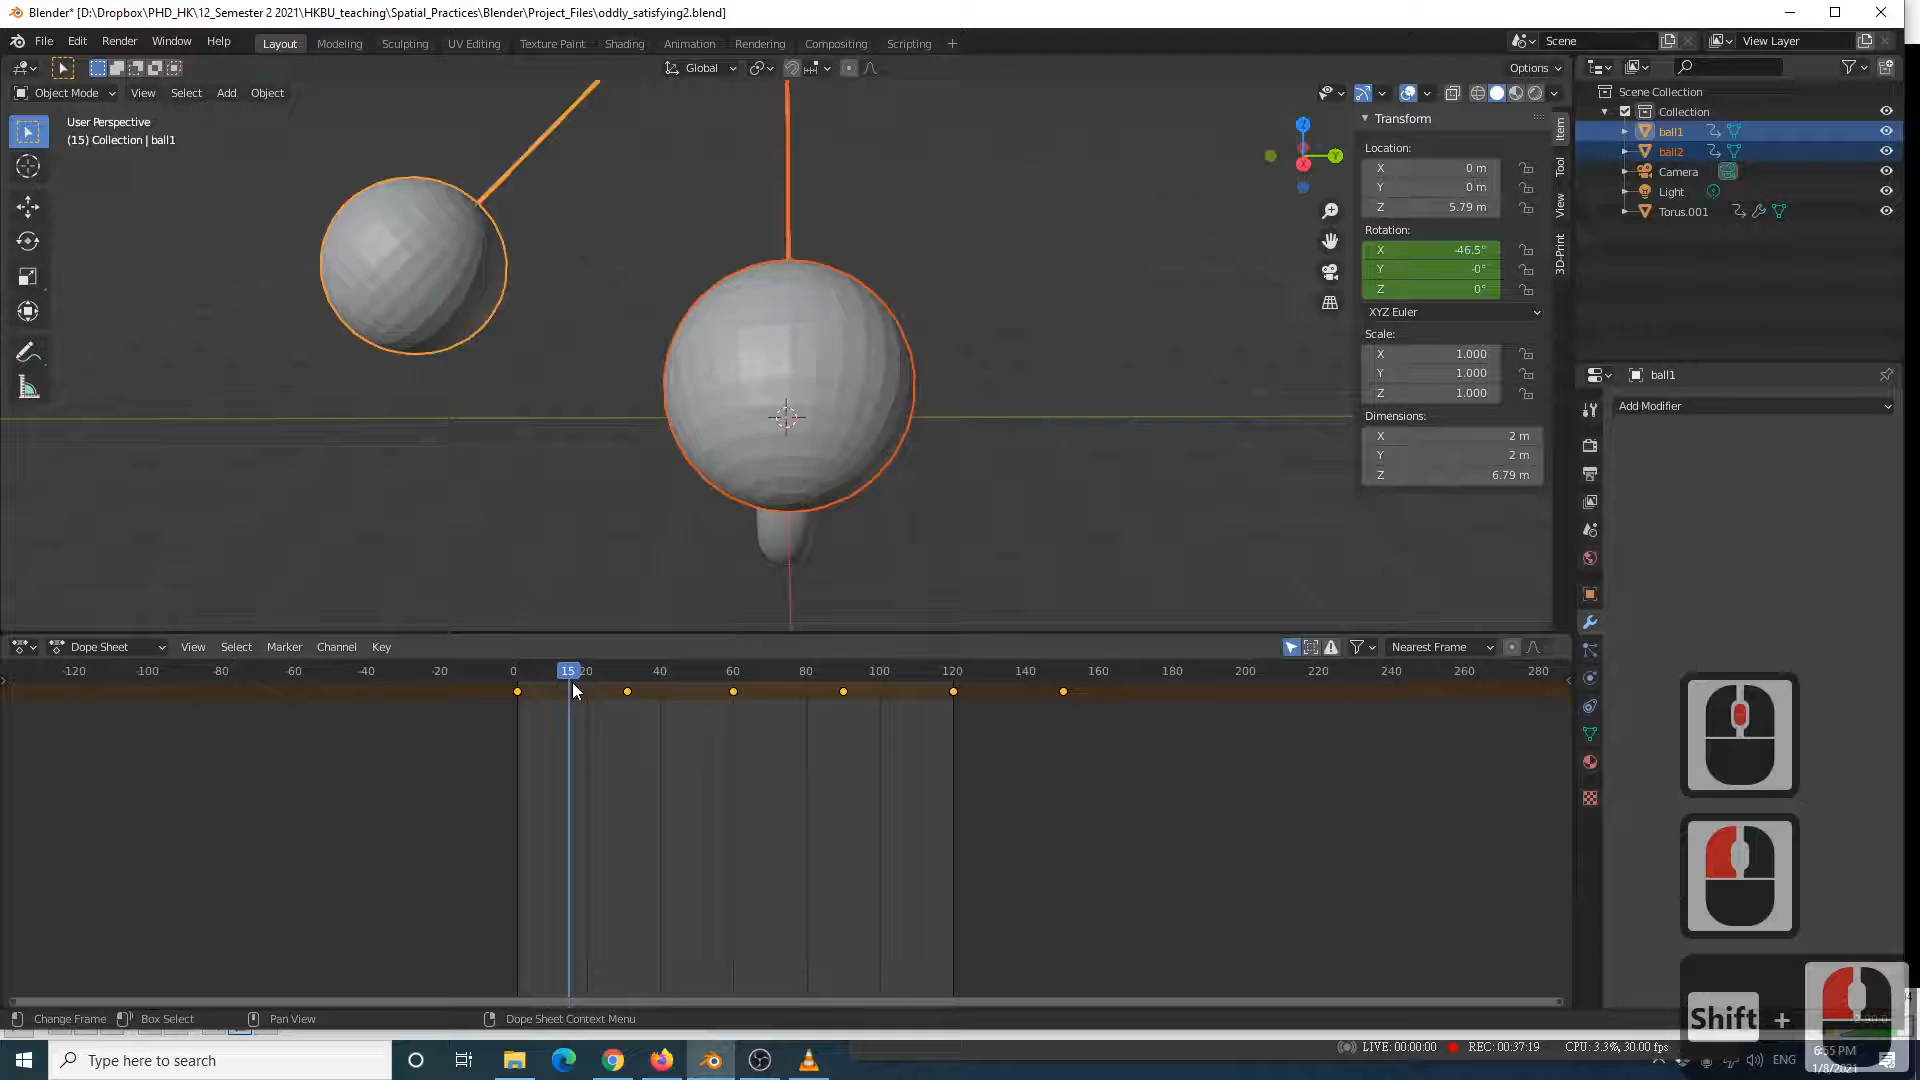 Blender* [D:\Dropbox\PHD_HK\12_Semester 2 2021\HKBU_teaching\Spatial_Practices\Blender\Project_Files\oddly_satisfying2.blend]
File Edit Render Window Help Layout Modeling Sculpting UV Editing Texture Paint Shading Animation Rendering Compositing Scripting + Scene View Layer
Global Options
Object Mode View Select Add Object
User Perspective
(15) Collection | ball1
Transform
Location:
X 0 m
Y 0 m
Z 5.79 m
Rotation:
X -46.5°
Y -0°
Z 0°
XYZ Euler
Scale:
X 1.000
Y 1.000
Z 1.000
Dimensions:
X 2 m
Y 2 m
Z 6.79 m
Item
Tool
View
3D-Print
Z
Y
X
Scene Collection
Collection
ball1
ball2
Camera
Light
Torus.001
ball1
Add Modifier
Dope Sheet View Select Marker Channel Key Nearest Frame
-120 -100 -80 -60 -40 -20 0 15 20 40 60 80 100 120 140 160 180 200 220 240 260 280
Shift +
Change Frame Box Select Pan View Dope Sheet Context Menu
LIVE: 00:00:00 REC: 00:37:19 CPU: 3.3%, 30.00 fps
Type here to search
ENG
6:55 PM
1/8/2021